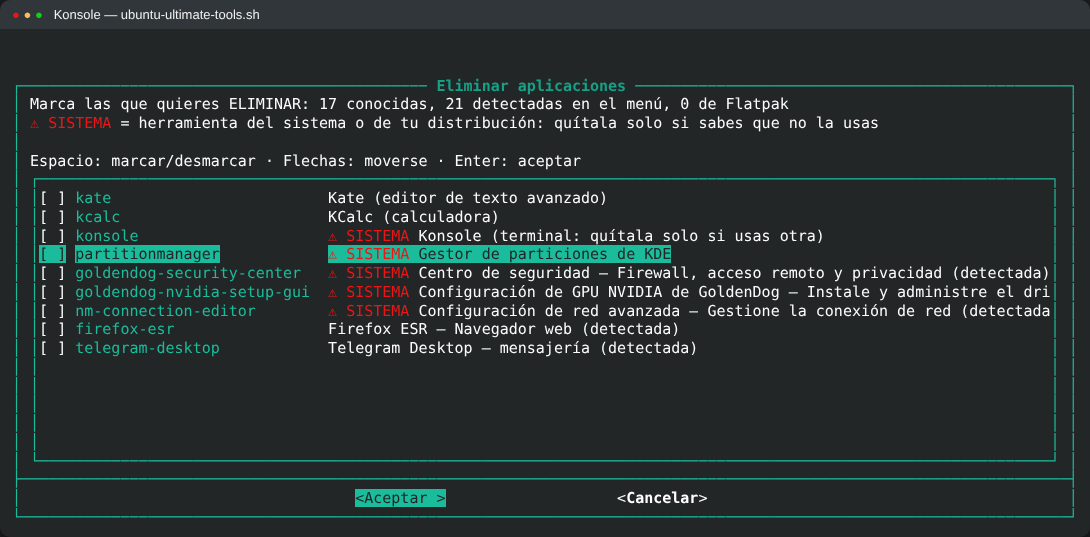 Konsole — ubuntu-ultimate-tools.sh
Eliminar aplicaciones
Marca las que quieres ELIMINAR: 17 conocidas, 21 detectadas en el menú, 0 de Flatpak
⚠ SISTEMA = herramienta del sistema o de tu distribución: quítala solo si sabes que no la usas
Espacio: marcar/desmarcar · Flechas: moverse · Enter: aceptar
[ ] kate Kate (editor de texto avanzado)
[ ] kcalc KCalc (calculadora)
[ ] konsole ⚠ SISTEMA Konsole (terminal: quítala solo si usas otra)
[ ] partitionmanager ⚠ SISTEMA Gestor de particiones de KDE
[ ] goldendog-security-center ⚠ SISTEMA Centro de seguridad — Firewall, acceso remoto y privacidad (detectada)
[ ] goldendog-nvidia-setup-gui ⚠ SISTEMA Configuración de GPU NVIDIA de GoldenDog — Instale y administre el dri
[ ] nm-connection-editor ⚠ SISTEMA Configuración de red avanzada — Gestione la conexión de red (detectada
[ ] firefox-esr Firefox ESR — Navegador web (detectada)
[ ] telegram-desktop Telegram Desktop — mensajería (detectada)
<Aceptar > <Cancelar>